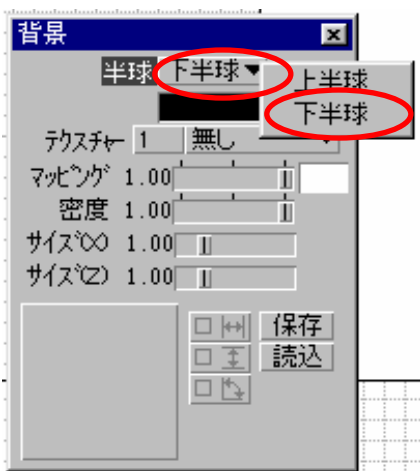 背景
半球 下半球▼
上半球
下半球
テクスチャー 1 無し
マッピング 1.00
密度 1.00
サイズ(X) 1.00
サイズ(Z) 1.00
保存
読込